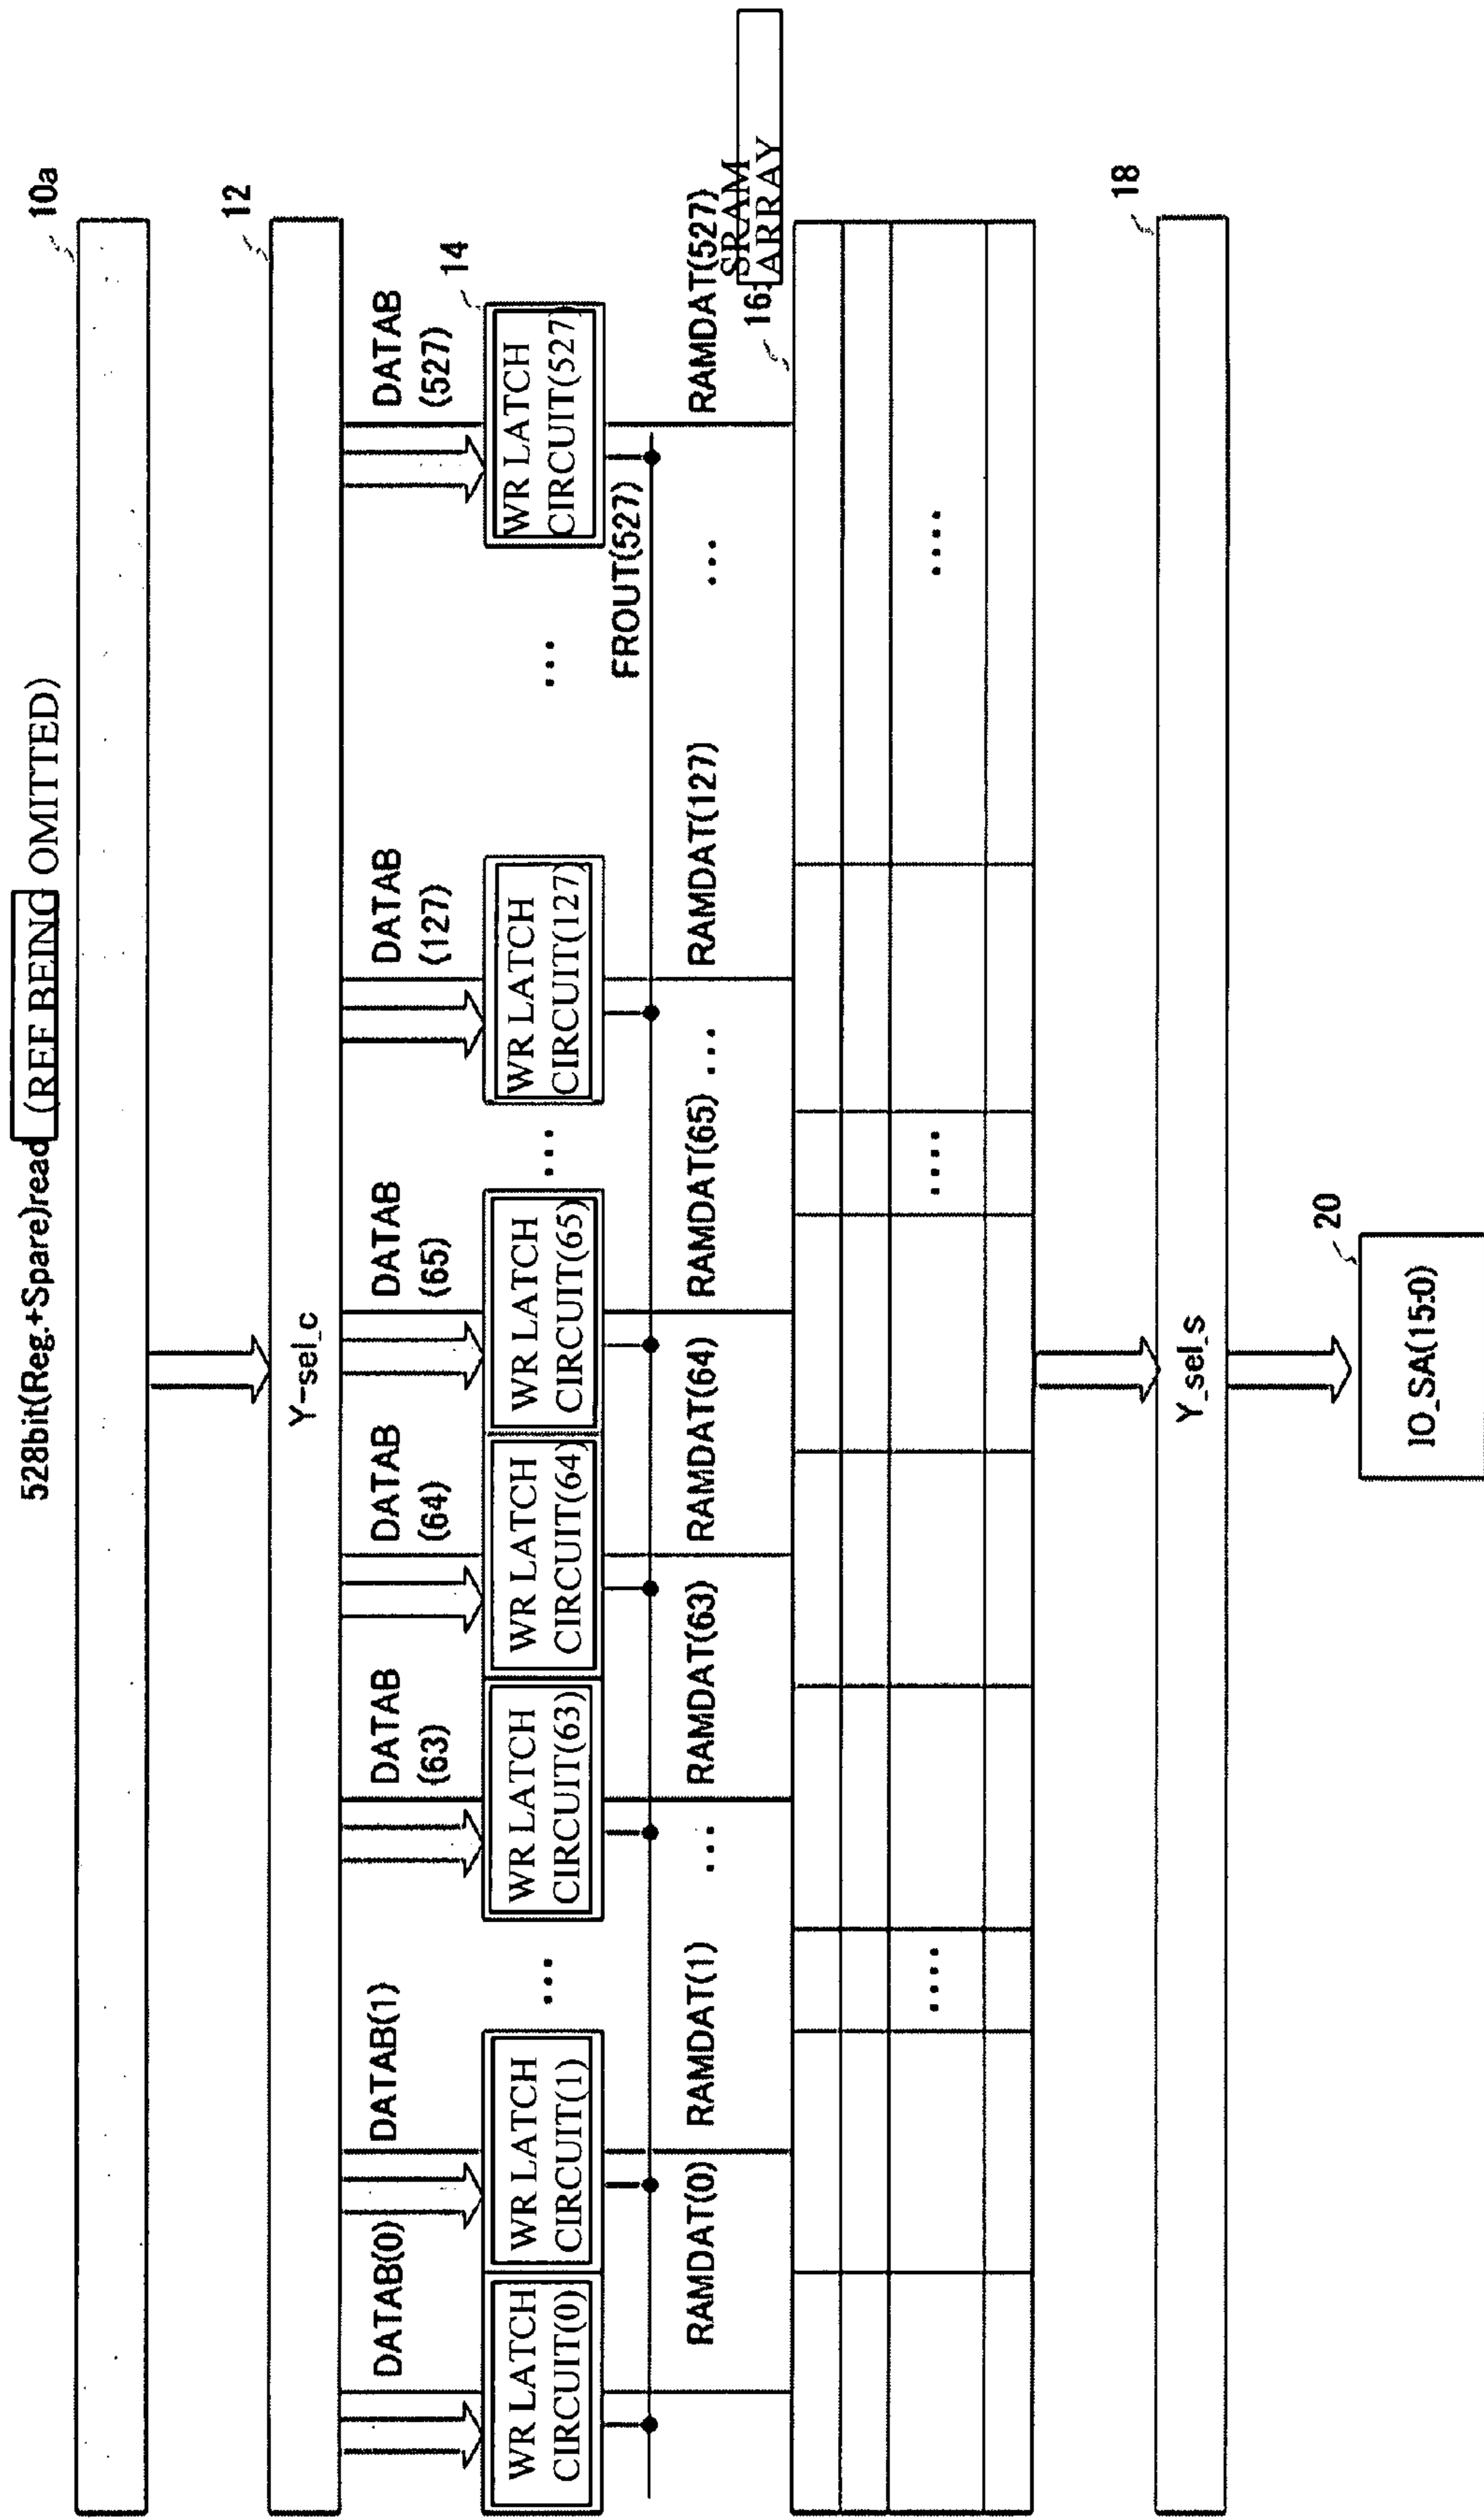 528bit(Reg.+Spare)read (REF BEING OMITTED)
10a
12
Y-sel_c
DATAB(0)
DATAB(1)
DATAB
(63)
DATAB
(64)
DATAB
(65)
DATAB
(127)
DATAB
(527)
14
WR LATCH
CIRCUIT(0)
WR LATCH
CIRCUIT(1)
...
WR LATCH
CIRCUIT(63)
WR LATCH
CIRCUIT(64)
WR LATCH
CIRCUIT(65)
...
WR LATCH
CIRCUIT(127)
...
WR LATCH
CIRCUIT(527)
FROUT(527)
RAMDAT(0)
RAMDAT(1)
...
RAMDAT(63)
RAMDAT(64)
RAMDAT(65)
...
RAMDAT(127)
...
RAMDAT(527)
16:
SRAM
ARRAY
....
....
....
18
Y_sel_s
20
IO_SA(15:0)